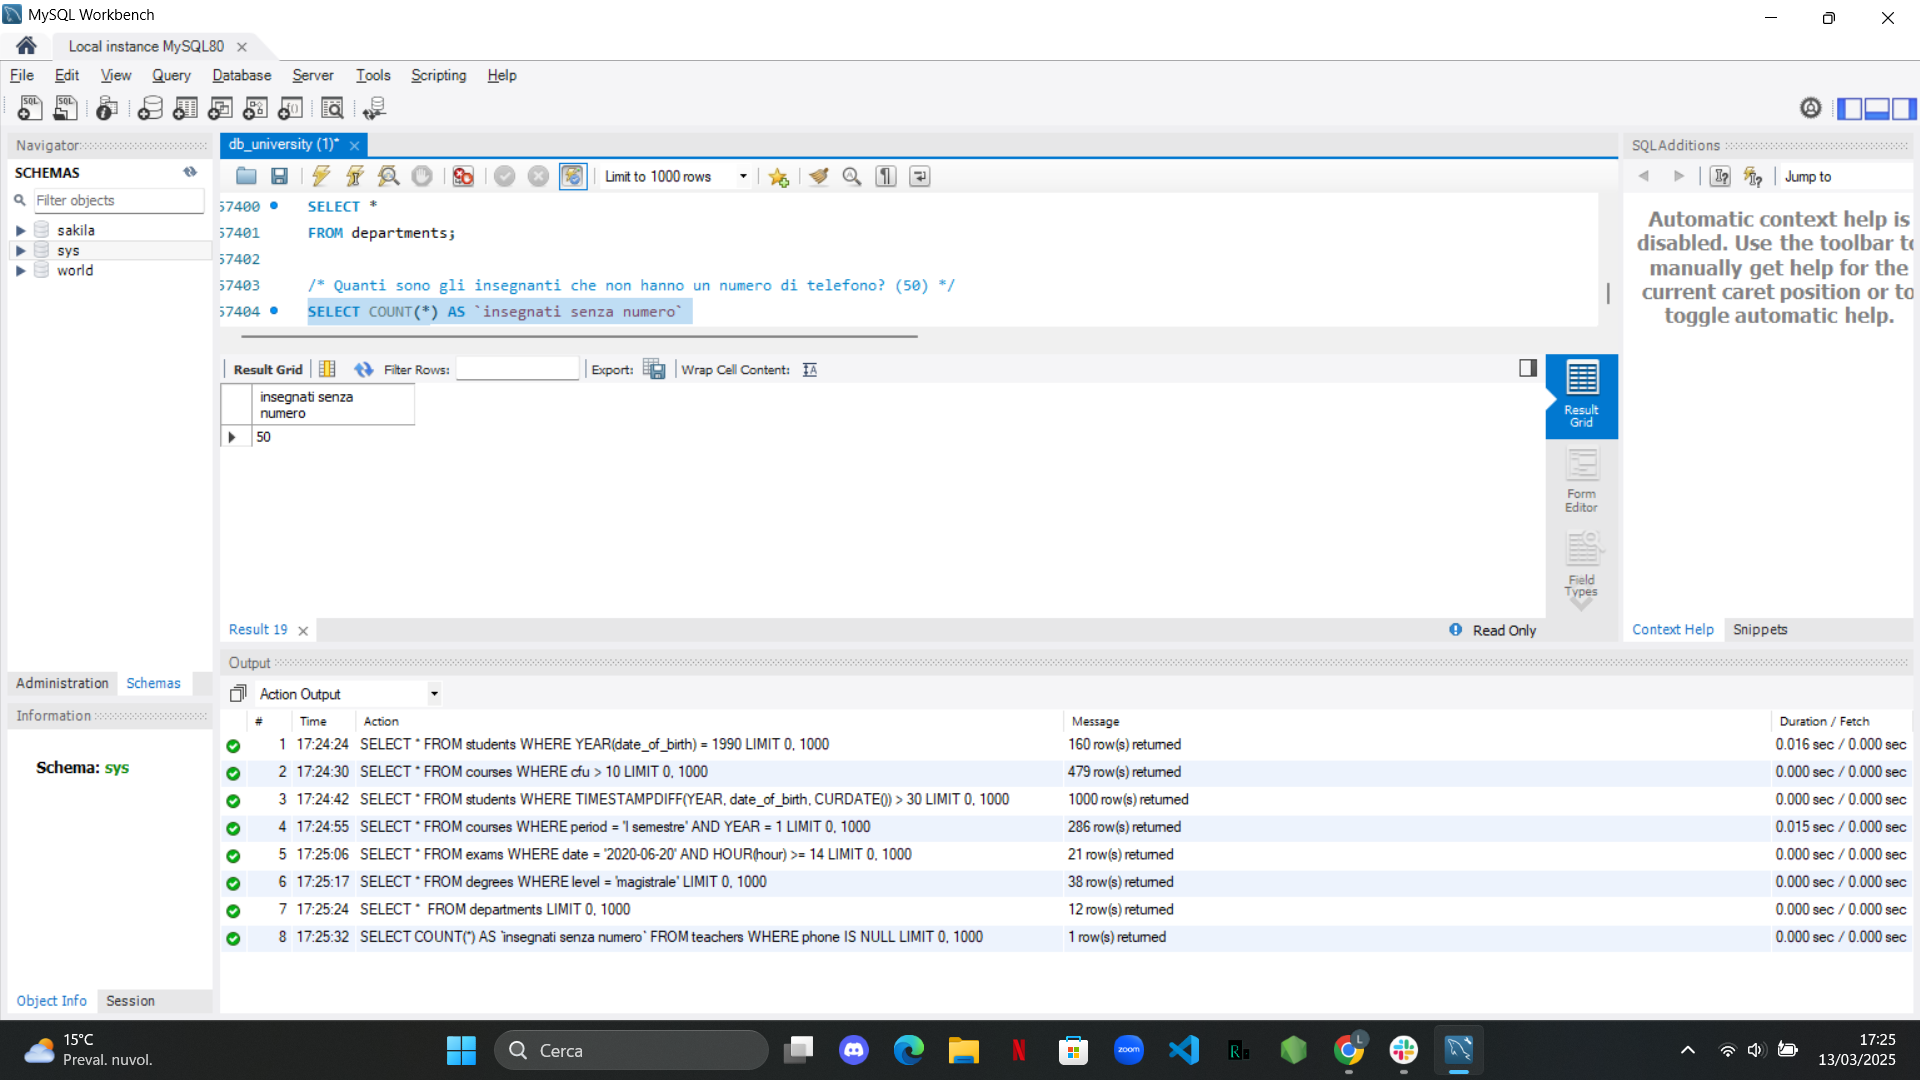 MySQL Workbench
Local instance MySQL80
File Edit View Query Database Server Tools Scripting Help
Navigator
SCHEMAS
Filter objects
sakila
sys
world
Administration Schemas
Information
Schema: sys
Object Info Session
db_university (1)*
Limit to 1000 rows
57400 SELECT *
57401 FROM departments;
57402
57403 /* Quanti sono gli insegnanti che non hanno un numero di telefono? (50) */
57404 SELECT COUNT(*) AS `insegnati senza numero`
Result Grid Filter Rows: Export: Wrap Cell Content:
insegnati senza
numero
50
Result
Grid
Form
Editor
Field
Types
Result 19
Read Only
SQLAdditions
Jump to
Automatic context help is
disabled. Use the toolbar to
manually get help for the
current caret position or to
toggle automatic help.
Context Help Snippets
Output
Action Output
# Time Action Message Duration / Fetch
1 17:24:24 SELECT * FROM students WHERE YEAR(date_of_birth) = 1990 LIMIT 0, 1000 160 row(s) returned 0.016 sec / 0.000 sec
2 17:24:30 SELECT * FROM courses WHERE cfu > 10 LIMIT 0, 1000 479 row(s) returned 0.000 sec / 0.000 sec
3 17:24:42 SELECT * FROM students WHERE TIMESTAMPDIFF(YEAR, date_of_birth, CURDATE()) > 30 LIMIT 0, 1000 1000 row(s) returned 0.000 sec / 0.000 sec
4 17:24:55 SELECT * FROM courses WHERE period = 'I semestre' AND YEAR = 1 LIMIT 0, 1000 286 row(s) returned 0.015 sec / 0.000 sec
5 17:25:06 SELECT * FROM exams WHERE date = '2020-06-20' AND HOUR(hour) >= 14 LIMIT 0, 1000 21 row(s) returned 0.000 sec / 0.000 sec
6 17:25:17 SELECT * FROM degrees WHERE level = 'magistrale' LIMIT 0, 1000 38 row(s) returned 0.000 sec / 0.000 sec
7 17:25:24 SELECT *  FROM departments LIMIT 0, 1000 12 row(s) returned 0.000 sec / 0.000 sec
8 17:25:32 SELECT COUNT(*) AS `insegnati senza numero` FROM teachers WHERE phone IS NULL LIMIT 0, 1000 1 row(s) returned 0.000 sec / 0.000 sec
15°C
Preval. nuvol.
Cerca
zoom
17:25
13/03/2025